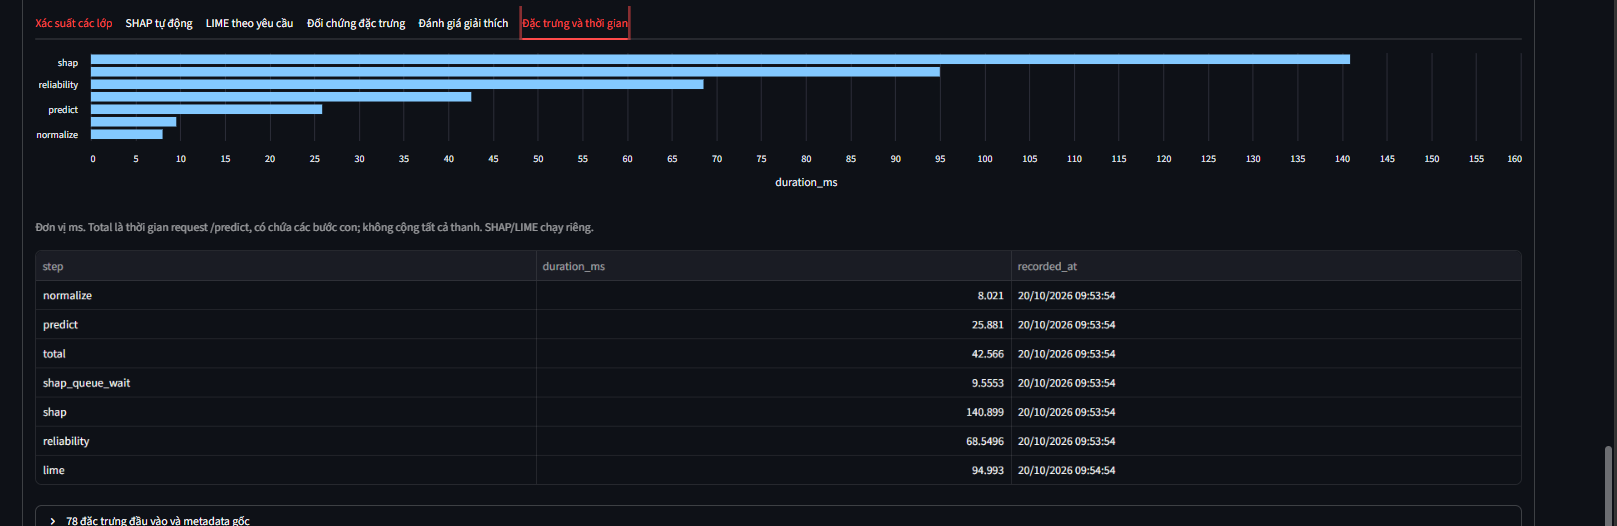 Xác suất các lớp SHAP tự động LIME theo yêu cầu Đối chứng đặc trưng Đánh giá giải thích Đặc trưng và thời gian
shap
reliability
predict
normalize
0 5 10 15 20 25 30 35 40 45 50 55 60 65 70 75 80 85 90 95 100 105 110 115 120 125 130 135 140 145 150 155 160
duration_ms
Đơn vị ms. Total là thời gian request /predict, có chứa các bước con; không cộng tất cả thanh. SHAP/LIME chạy riêng.
step duration_ms recorded_at
normalize 8.021 20/10/2026 09:53:54
predict 25.881 20/10/2026 09:53:54
total 42.566 20/10/2026 09:53:54
shap_queue_wait 9.5553 20/10/2026 09:53:54
shap 140.899 20/10/2026 09:53:54
reliability 68.5496 20/10/2026 09:53:54
lime 94.993 20/10/2026 09:54:54
78 đặc trưng đầu vào và metadata gốc